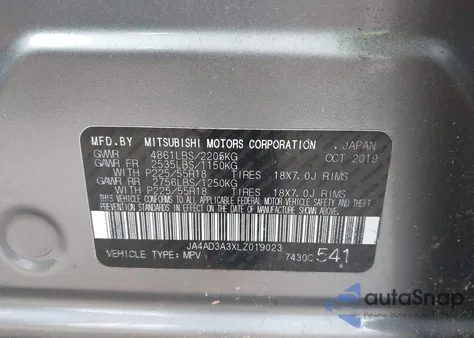 MFD.BY MITSUBISHI MOTORS CORPORATION , JAPAN
GVWR 4861LBS/2205KG OCT 2019
GAWR FR 2535LBS/1150KG
WITH P225/55R18 TIRES 18X7.0J RIMS
GAWR RR 2756LBS/1250KG
WITH P225/55R18 TIRES 18X7.0J RIMS
THIS VEHICLE CONFORMS TO ALL APPLICABLE FEDERAL MOTOR VEHICLE SAFETY, BUMPER AND THEFT
PREVENTION STANDARDS IN EFFECT ON THE DATE OF MANUFACTURE SHOWN ABOVE.
JA4AD3A3XLZ019023
VEHICLE TYPE: MPV 7430C 541
autoSnap